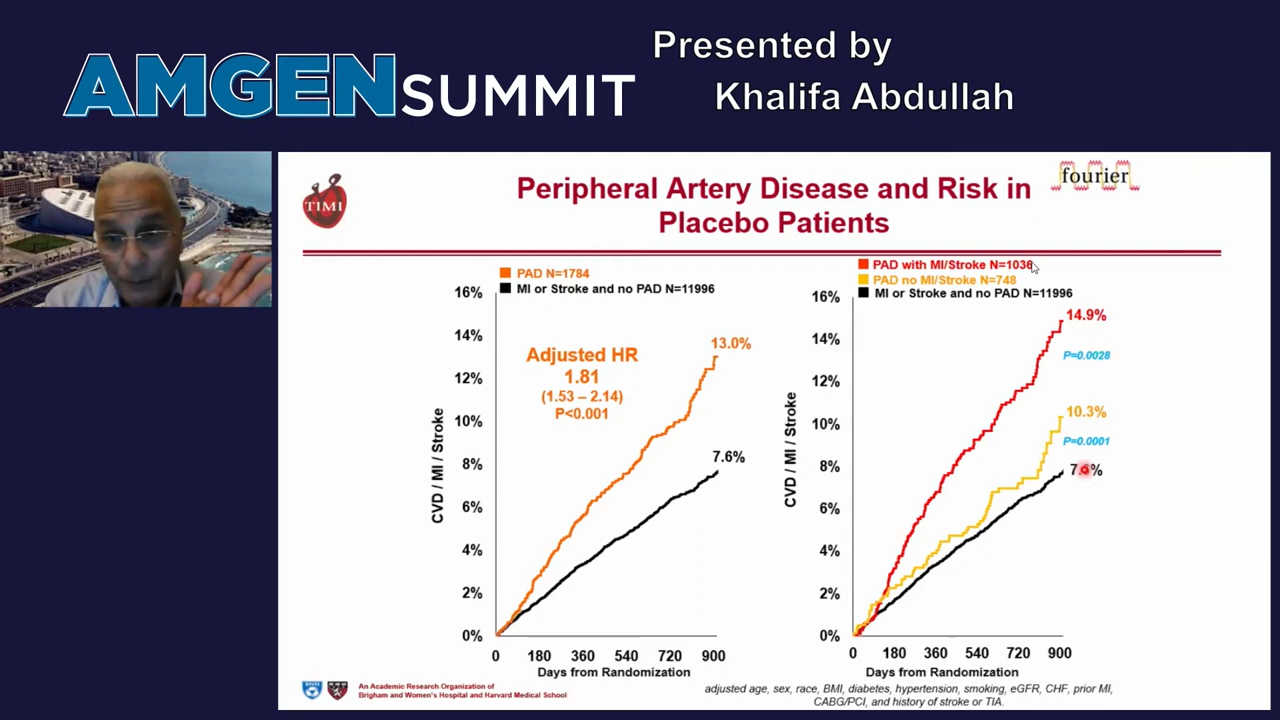 AMGEN SUMMIT
Presented by
Khalifa Abdullah
TIMI
Peripheral Artery Disease and Risk in
Placebo Patients
fourier
PAD N=1784
MI or Stroke and no PAD N=11996
16%
14%
12%
10%
8%
6%
4%
2%
0%
CVD / MI / Stroke
Adjusted HR
1.81
(1.53 – 2.14)
P<0.001
13.0%
7.6%
0 180 360 540 720 900
Days from Randomization
PAD with MI/Stroke N=1036
PAD no MI/Stroke N=748
MI or Stroke and no PAD N=11996
16%
14%
12%
10%
8%
6%
4%
2%
0%
CVD / MI / Stroke
14.9%
P=0.0028
10.3%
P=0.0001
0 180 360 540 720 900
Days from Randomization
An Academic Research Organization of
Brigham and Women's Hospital and Harvard Medical School
adjusted age, sex, race, BMI, diabetes, hypertension, smoking, eGFR, CHF, prior MI,
CABG/PCI, and history of stroke or TIA.